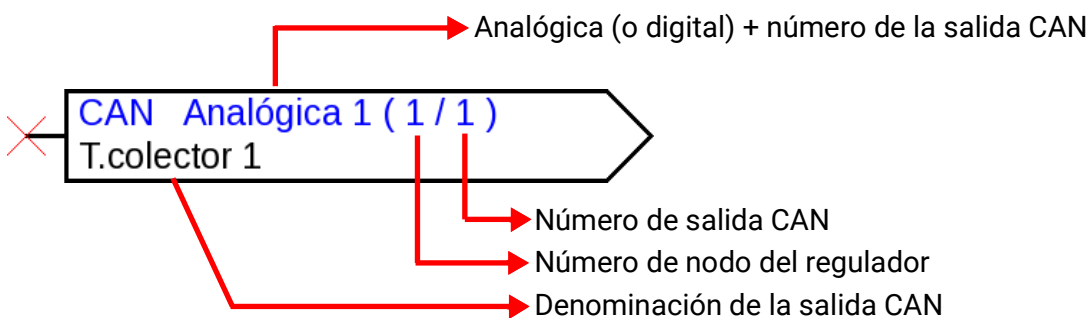 Analógica (o digital) + número de la salida CAN
CAN Analógica 1 ( 1 / 1 )
T.colector 1
Número de salida CAN
Número de nodo del regulador
Denominación de la salida CAN